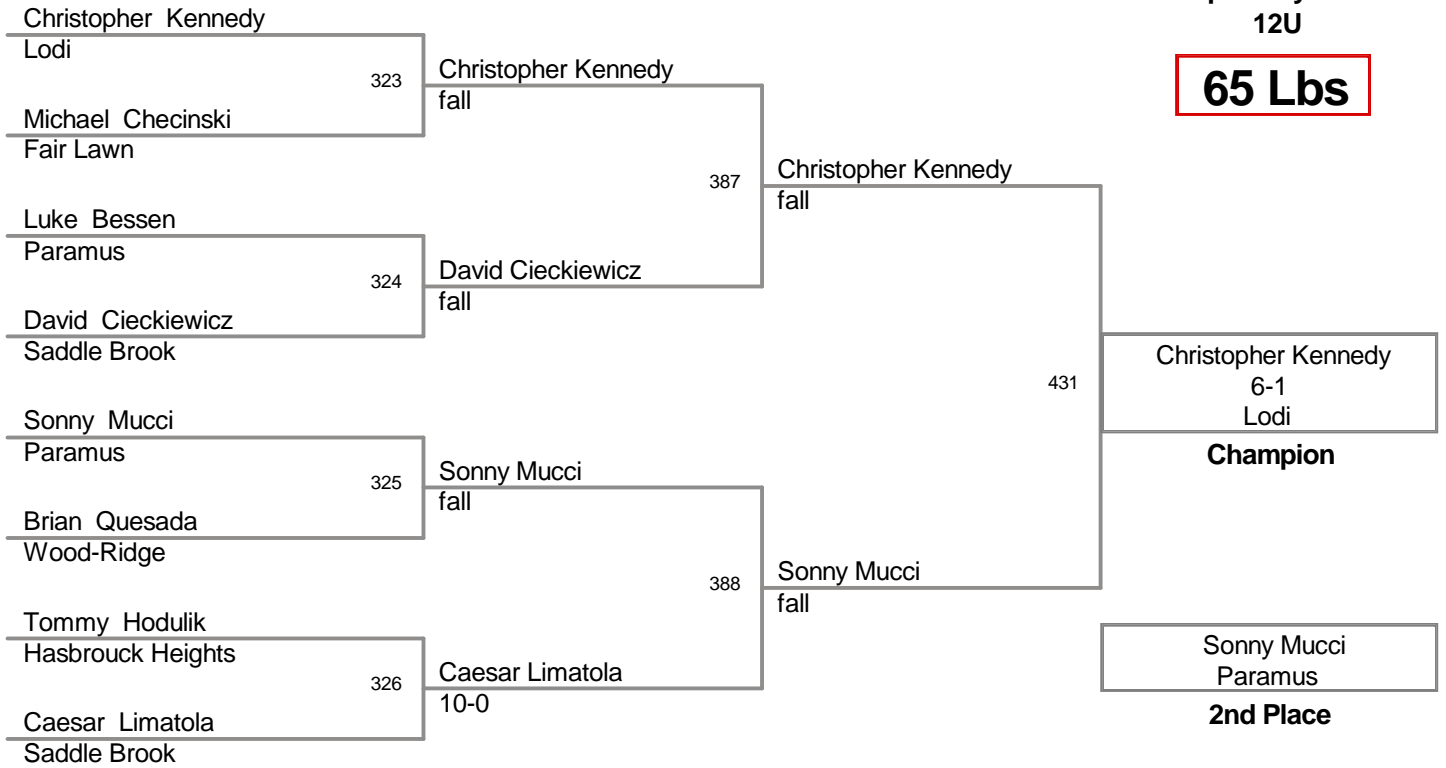 12U
65 Lbs
Christopher Kennedy
Lodi
323
Michael Checinski
Fair Lawn
Christopher Kennedy
fall
Luke Bessen
Paramus
324
David Cieckiewicz
Saddle Brook
David Cieckiewicz
fall
387
Christopher Kennedy
fall
Sonny Mucci
Paramus
325
Brian Quesada
Wood-Ridge
Sonny Mucci
fall
Tommy Hodulik
Hasbrouck Heights
326
Caesar Limatola
Saddle Brook
Caesar Limatola
10-0
388
Sonny Mucci
fall
431
Christopher Kennedy
6-1
Lodi
Champion
Sonny Mucci
Paramus
2nd Place